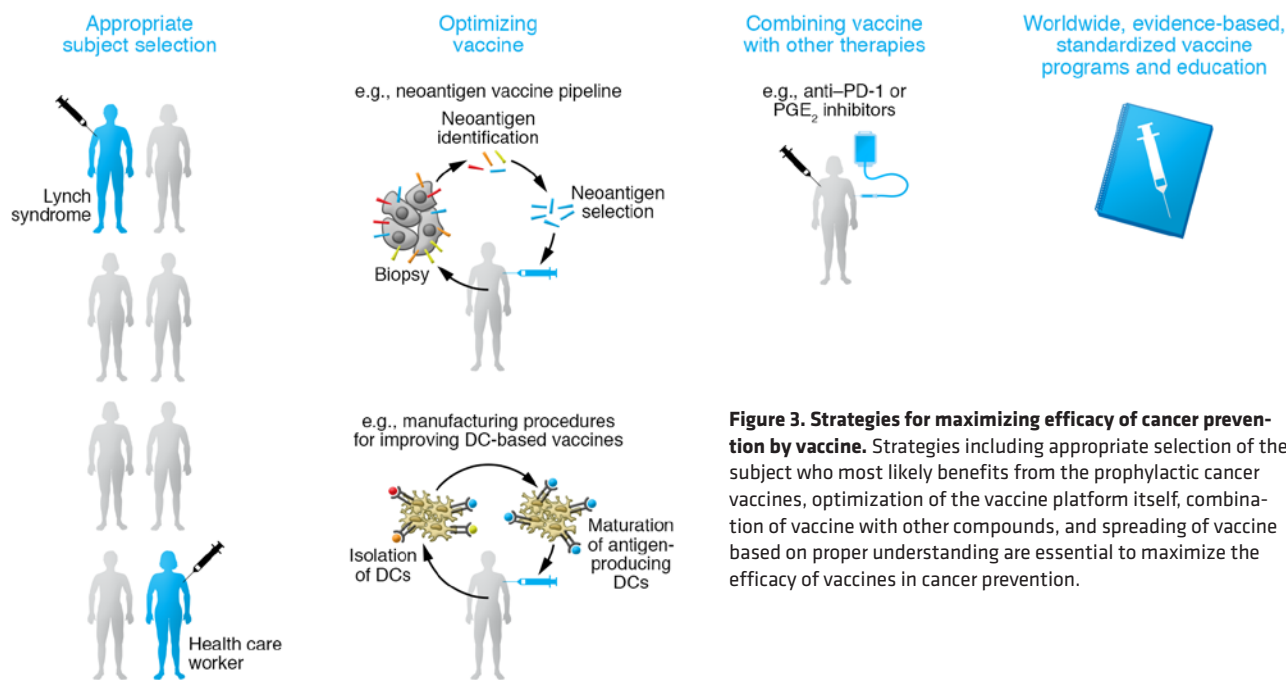 Appropriate
subject selection
Lynch
syndrome
Health care
worker
Optimizing
vaccine
e.g., neoantigen vaccine pipeline
Neoantigen
identification
Neoantigen
selection
Biopsy
e.g., manufacturing procedures
for improving DC-based vaccines
Isolation
of DCs
Maturation
of antigen-
producing
DCs
Combining vaccine
with other therapies
e.g., anti–PD-1 or
PGE₂ inhibitors
Worldwide, evidence-based,
standardized vaccine
programs and education
Figure 3. Strategies for maximizing efficacy of cancer preven-
tion by vaccine. Strategies including appropriate selection of the
subject who most likely benefits from the prophylactic cancer
vaccines, optimization of the vaccine platform itself, combina-
tion of vaccine with other compounds, and spreading of vaccine
based on proper understanding are essential to maximize the
efficacy of vaccines in cancer prevention.